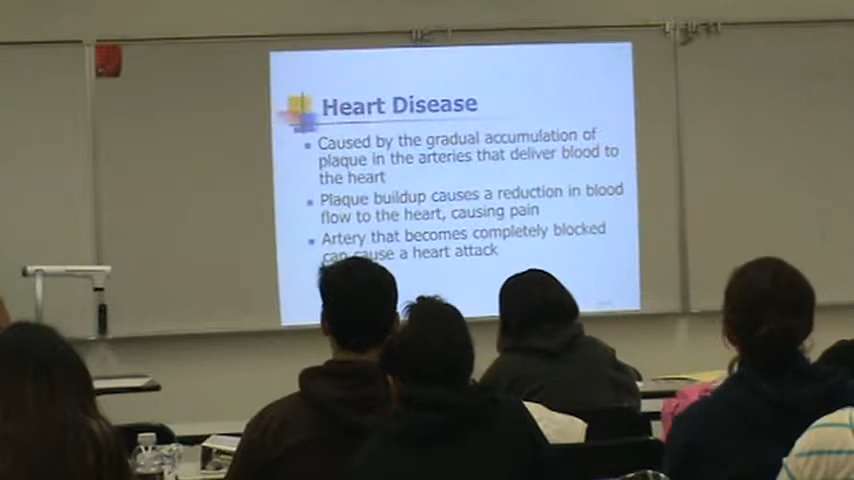 Heart Disease
Caused by the gradual accumulation of
plaque in the arteries that deliver blood to
the heart
Plaque buildup causes a reduction in blood
flow to the heart, causing pain
Artery that becomes completely blocked
can cause a heart attack